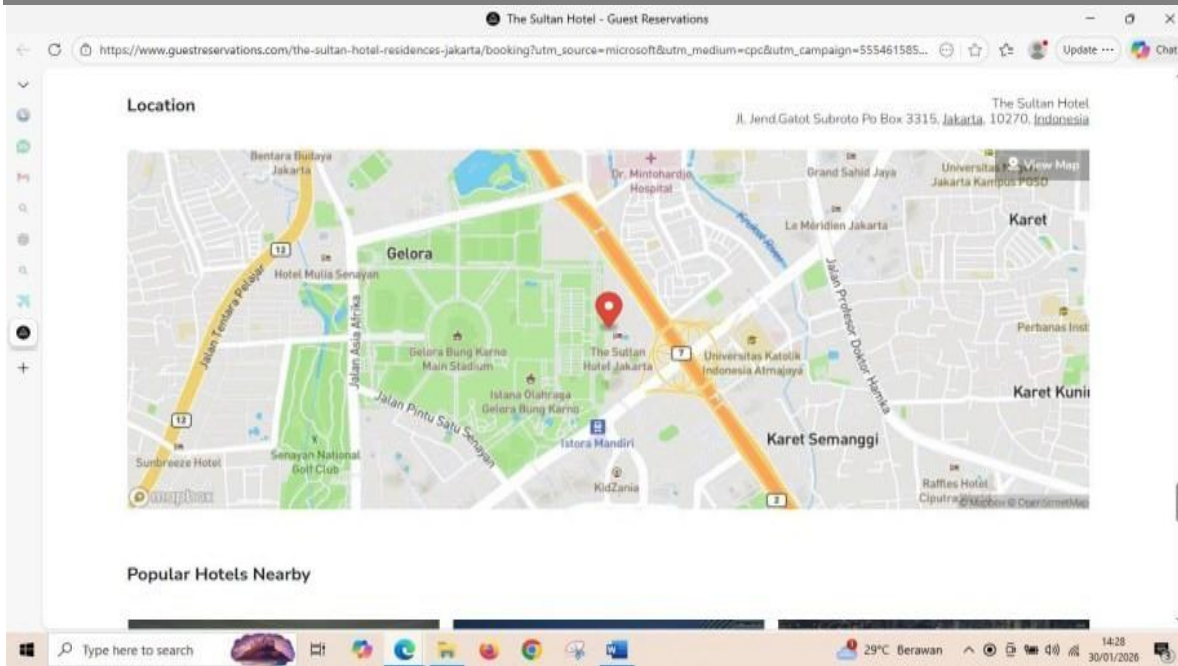 The Sultan Hotel - Guest Reservations
https://www.guestreservations.com/the-sultan-hotel-residences-jakarta/booking?utm_source=microsoft&utm_medium=cpc&utm_campaign=555461585...
Update
Chat
Location
The Sultan Hotel
Jl. Jend.Gatot Subroto Po Box 3315, Jakarta, 10270, Indonesia
View Map
Bentara Budaya
Jakarta
Dr. Mintohardjo
Hospital
Grand Sahid Jaya
Jakarta Kampus PGSD
Karet
Le Méridien Jakarta
Gelora
12
Hotel Mulia Senayan
Jalan Tentara Pelajar
Jalan Asia Afrika
Jalan Profesor Doktor Hamka
Perbanas Inst
Gelora Bung Karno
Main Stadium
The Sultan
Hotel Jakarta
7
Universitas Katolik
Indonesia Atmajaya
Istana Olahraga
Gelora Bung Karno
Jalan Pintu Satu Senayan
Karet Kuni
12
Istora Mandiri
Karet Semanggi
Sunbreeze Hotel
Senayan National
Golf Club
KidZania
Raffles Hotel
Ciputra
2
mapbox
© Mapbox © OpenStreetMap
Popular Hotels Nearby
Type here to search
29°C Berawan
14:28
30/01/2026